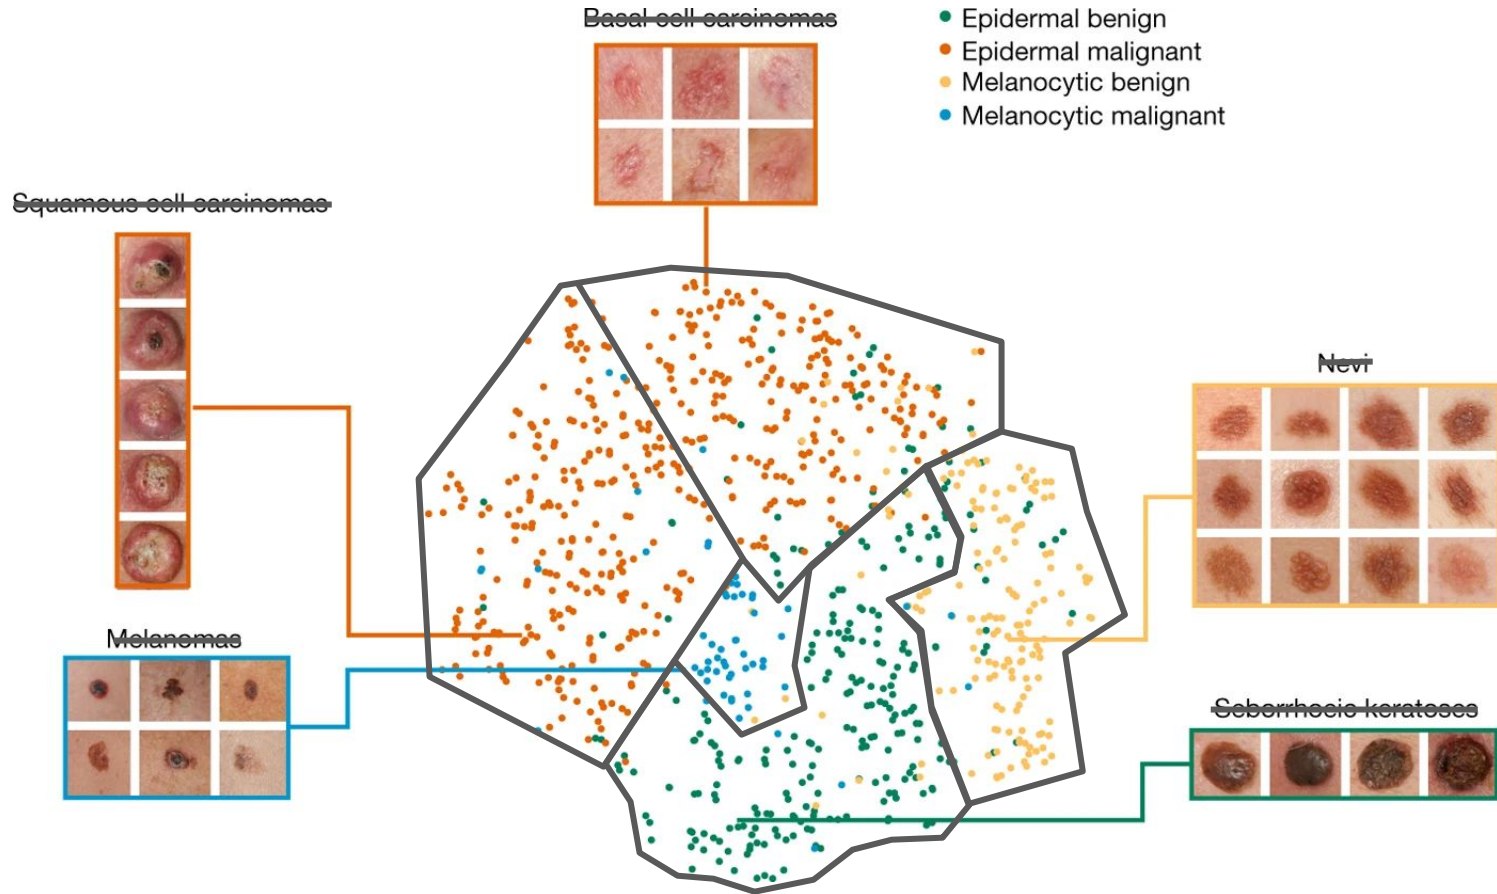 Basal cell carcinomas
Epidermal benign
Epidermal malignant
Melanocytic benign
Melanocytic malignant
Squamous cell carcinomas
Nevi
Melanomas
Seborrhoeic keratoses